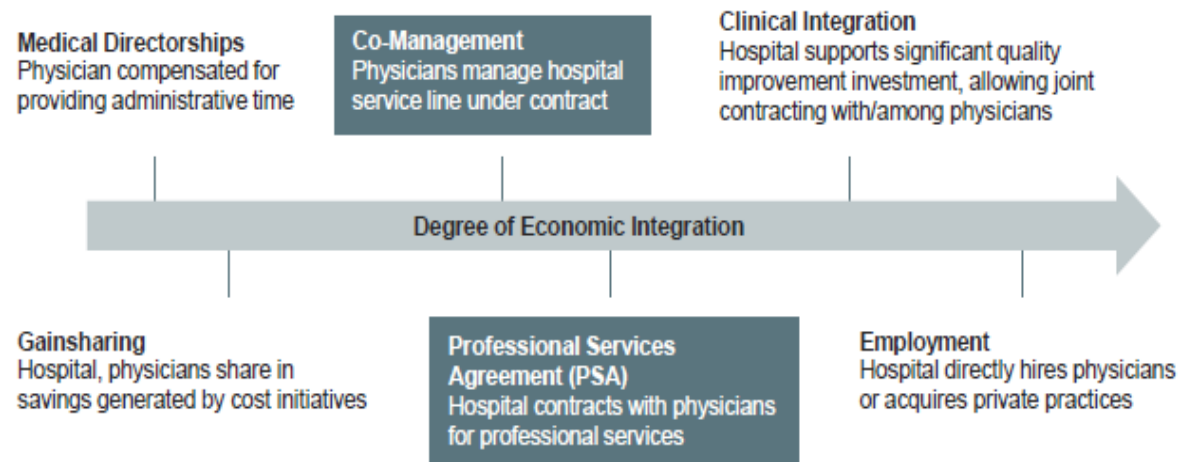 Medical Directorships
Physician compensated for
providing administrative time
Co-Management
Physicians manage hospital
service line under contract
Clinical Integration
Hospital supports significant quality
improvement investment, allowing joint
contracting with/among physicians
Degree of Economic Integration
Gainsharing
Hospital, physicians share in
savings generated by cost initiatives
Professional Services
Agreement (PSA)
Hospital contracts with physicians
for professional services
Employment
Hospital directly hires physicians
or acquires private practices